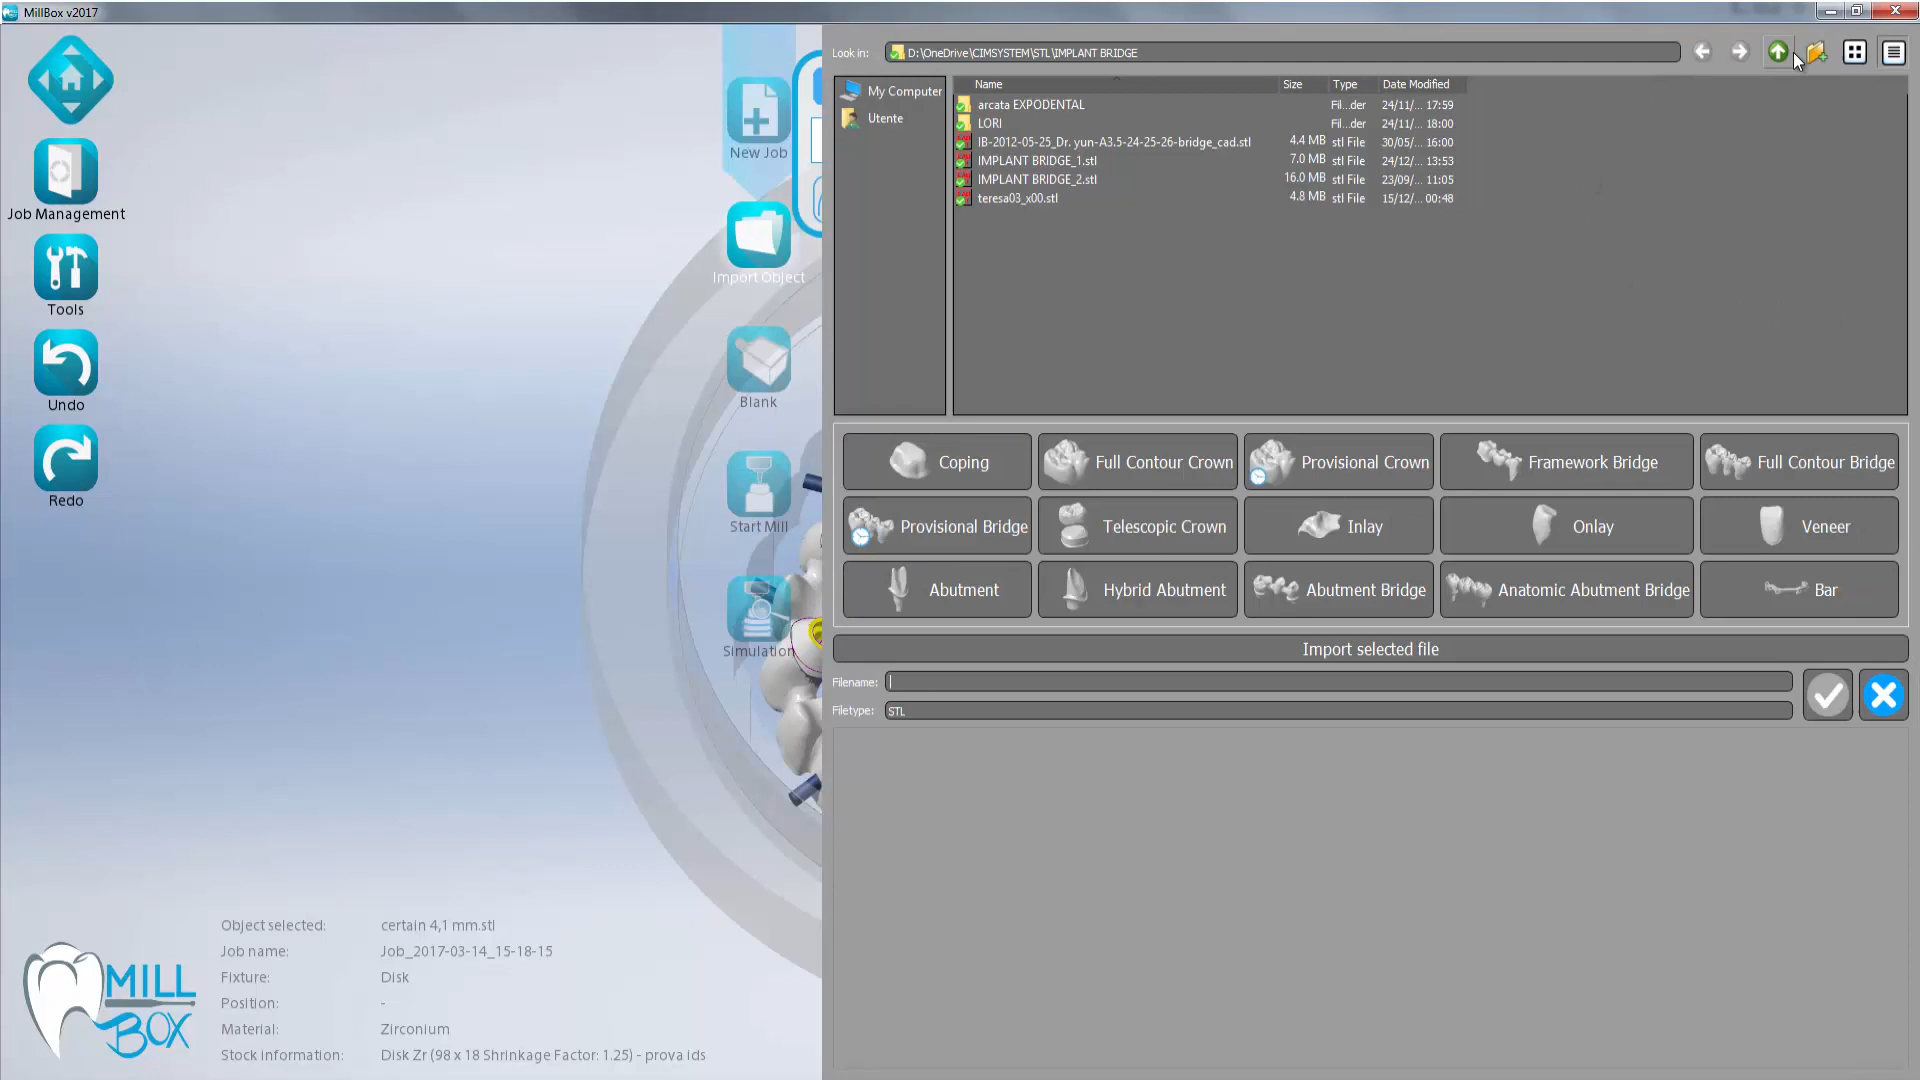 MillBox v2017
Look in:
D:\OneDrive\CIMSYSTEM\STL\IMPLANT BRIDGE
My Computer
Utente
Name Size Type Date Modified
arcata EXPODENTAL Fil...der 24/11/... 17:59
LORI Fil...der 24/11/... 18:00
IB-2012-05-25_Dr. yun-A3.5-24-25-26-bridge_cad.stl 4.4 MB stl File 30/05/... 16:00
IMPLANT BRIDGE_1.stl 7.0 MB stl File 24/12/... 13:53
IMPLANT BRIDGE_2.stl 16.0 MB stl File 23/09/... 11:05
teresa03_x00.stl 4.8 MB stl File 15/12/... 00:48
Job Management
Tools
Undo
Redo
New Job
Import Object
Blank
Start Mill
Simulation
Coping
Full Contour Crown
Provisional Crown
Framework Bridge
Full Contour Bridge
Provisional Bridge
Telescopic Crown
Inlay
Onlay
Veneer
Abutment
Hybrid Abutment
Abutment Bridge
Anatomic Abutment Bridge
Bar
Import selected file
Filename:
Filetype: STL
Object selected: certain 4,1 mm.stl
Job name: Job_2017-03-14_15-18-15
Fixture: Disk
Position: -
Material: Zirconium
Stock information: Disk Zr (98 x 18 Shrinkage Factor: 1.25) - prova ids
MILL
BOX